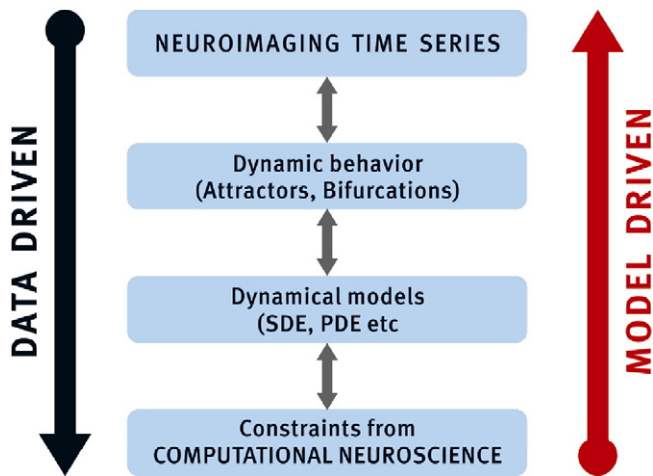 NEUROIMAGING TIME SERIES
Dynamic behavior
(Attractors, Bifurcations)
Dynamical models
(SDE, PDE etc
Constraints from
COMPUTATIONAL NEUROSCIENCE
DATA DRIVEN
MODEL DRIVEN